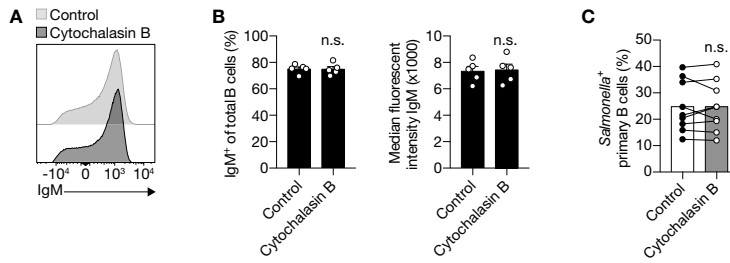 A
Control
Cytochalasin B
-10⁴
0
10³
10⁴
IgM
B
IgM⁺ of total B cells (%)
100
80
60
40
20
0
n.s.
Control
Cytochalasin B
Median fluorescent
intensity IgM (x1000)
10
8
6
4
2
0
n.s.
Control
Cytochalasin B
C
Salmonella⁺
primary B cells (%)
50
40
30
20
10
0
n.s.
Control
Cytochalasin B